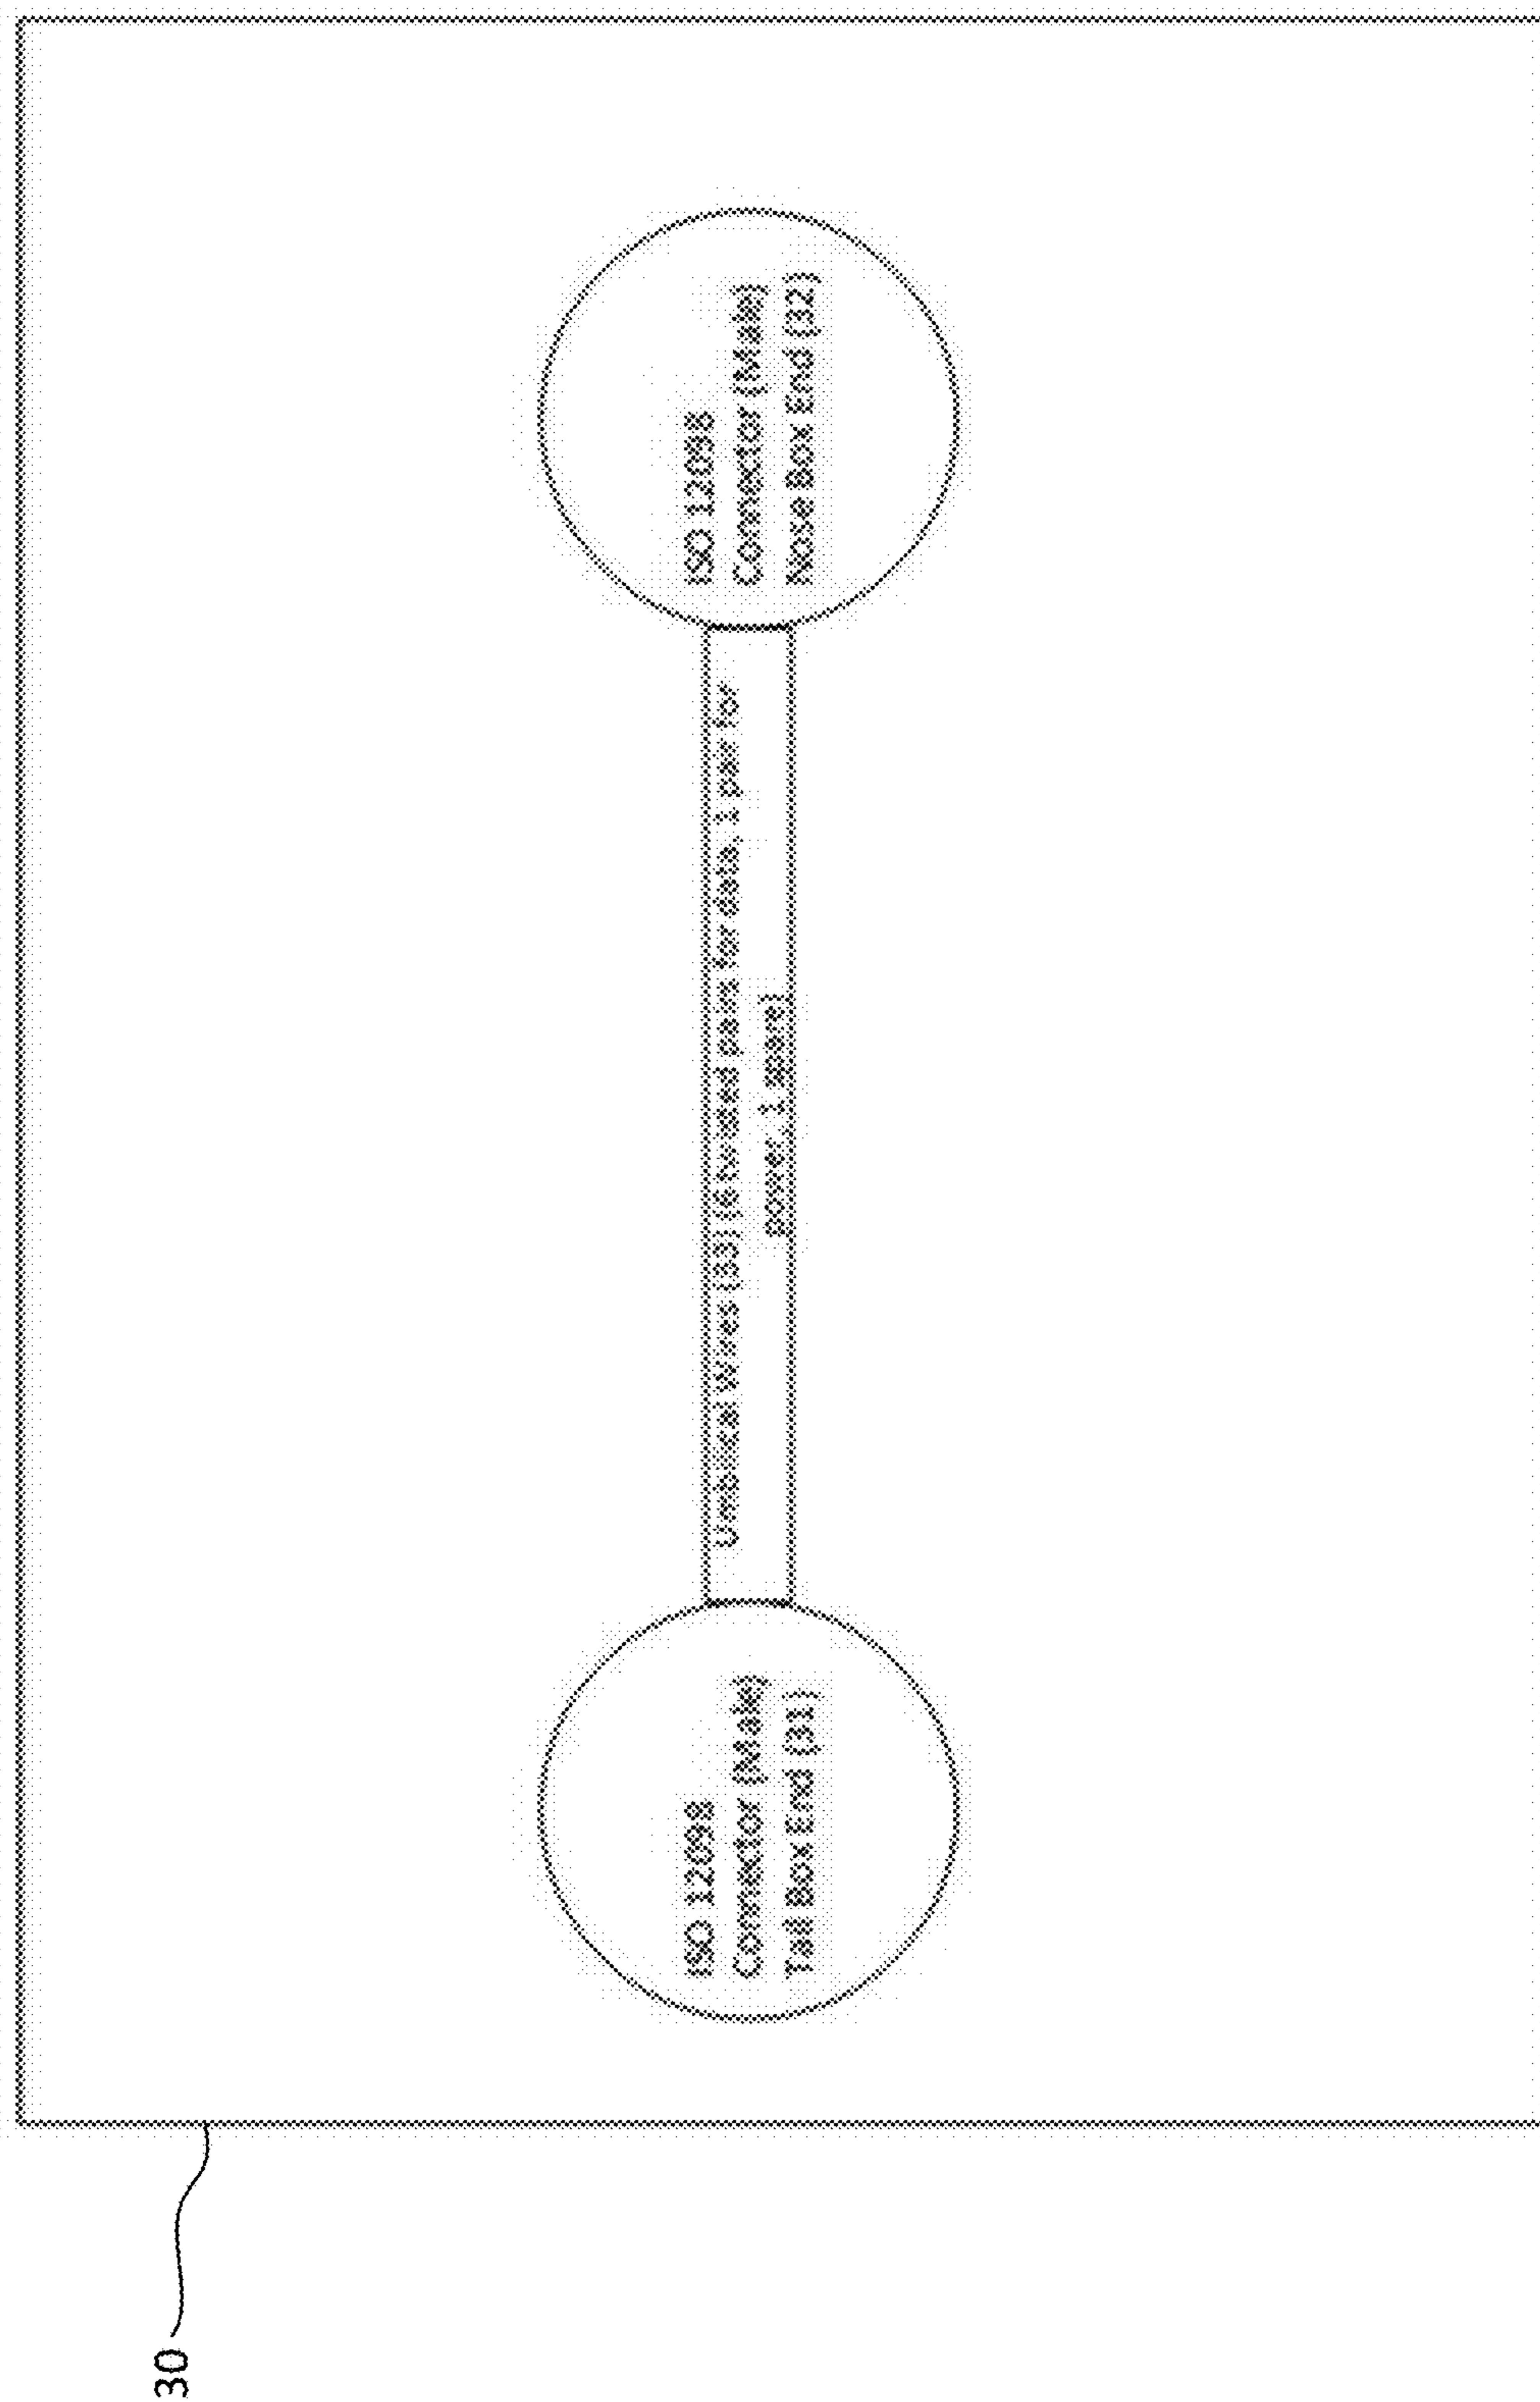 ISO 12098
Connector (Male)
Tail Box End (31)
Umbilical Wires (33) (6 twisted pairs for data, 1 pair for
power, 1 spare)
ISO 12098
Connector (Male)
Nose Box End (32)
30